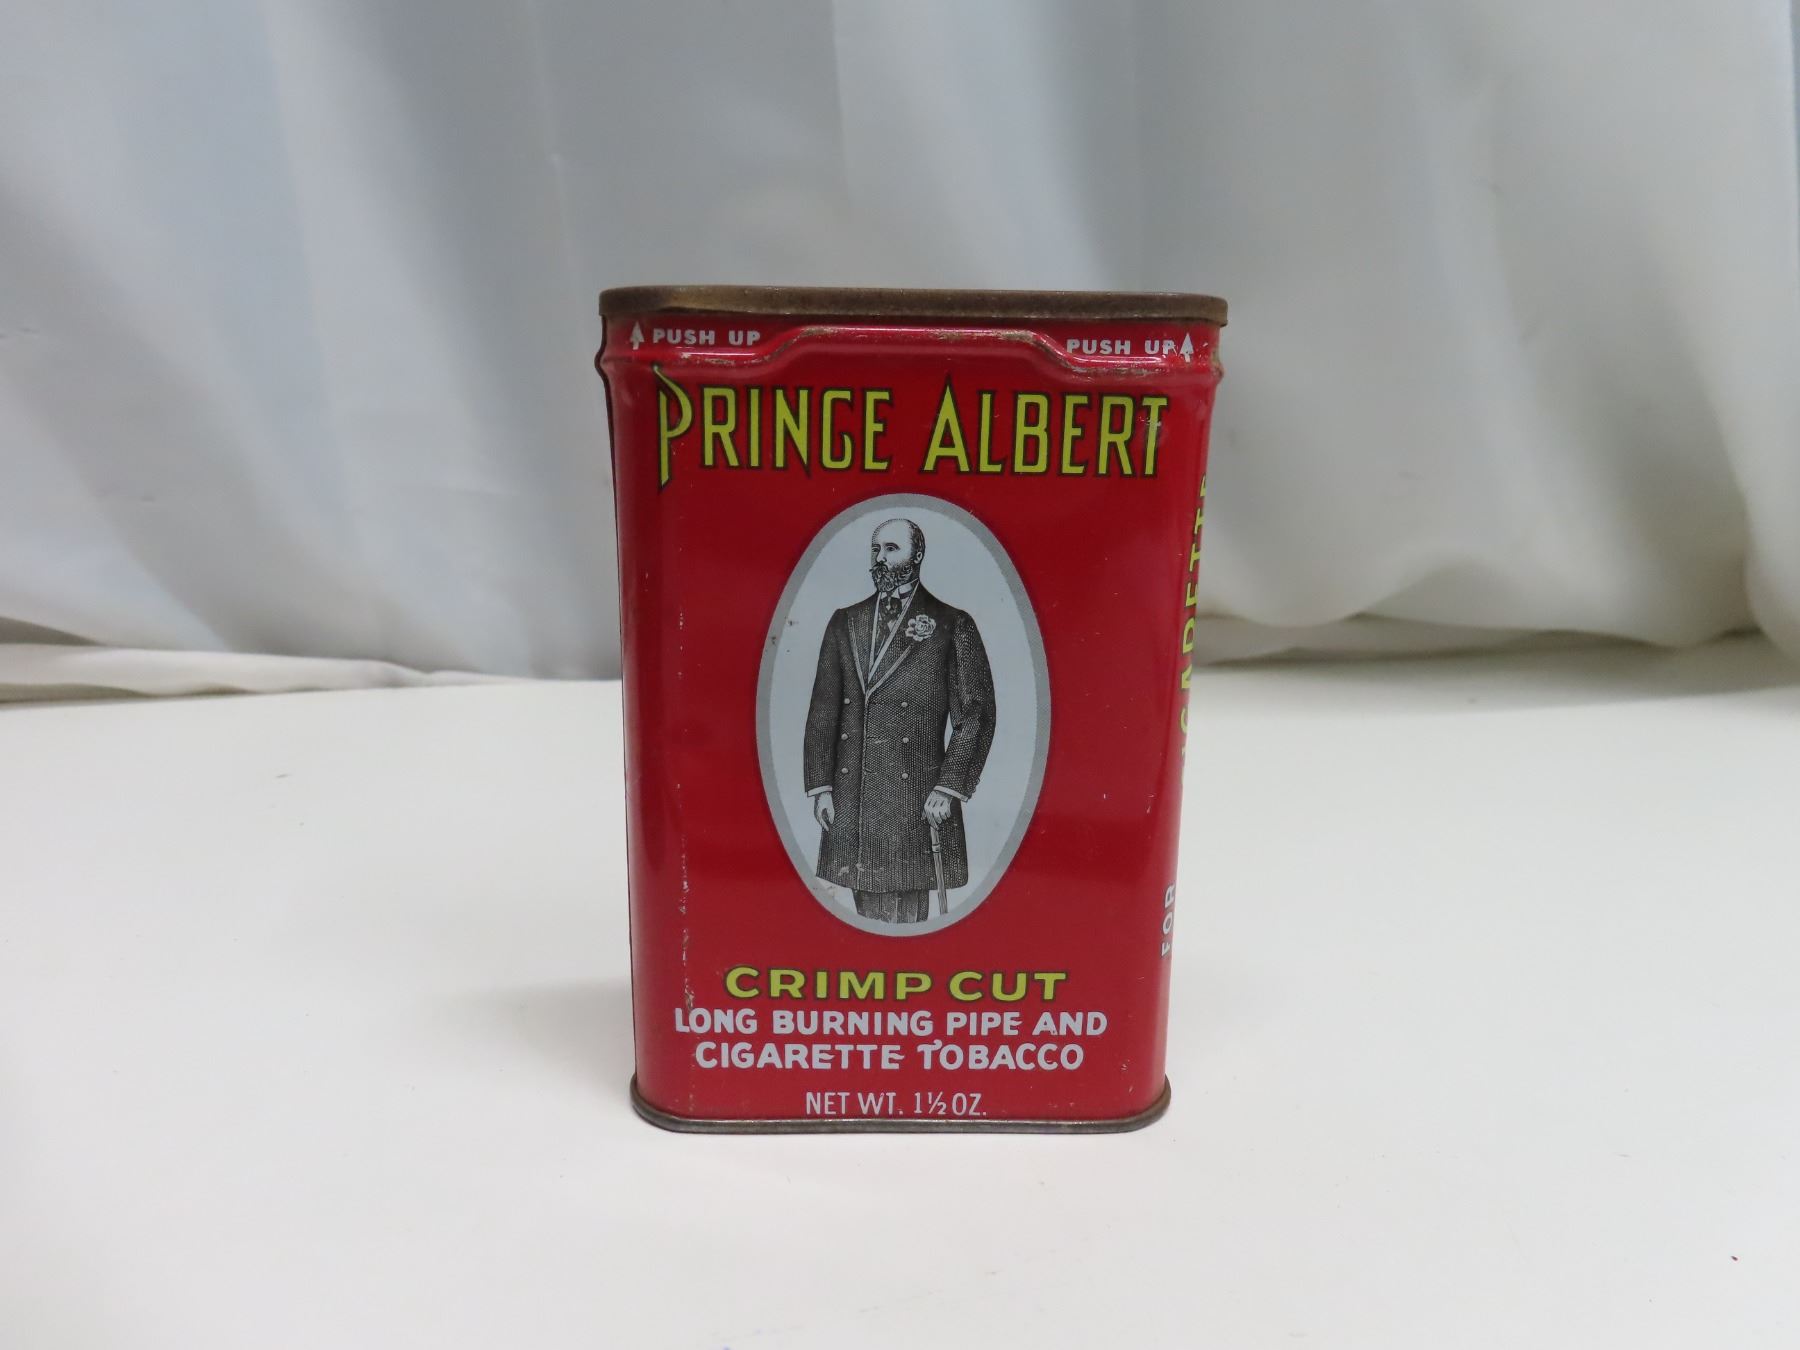 PUSH UP PUSH UP
PRINCE ALBERT
CRIMP CUT
LONG BURNING PIPE AND
CIGARETTE TOBACCO
NET WT. 1½ OZ.
FOR